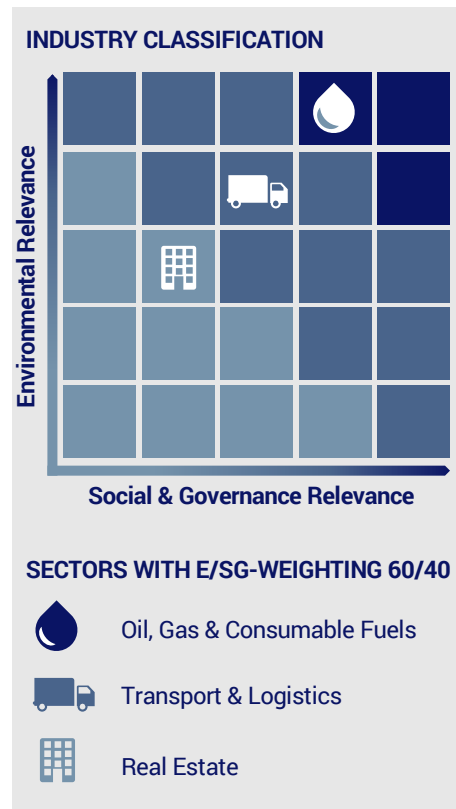 INDUSTRY CLASSIFICATION
Environmental Relevance
Social & Governance Relevance
SECTORS WITH E/SG-WEIGHTING 60/40
Oil, Gas & Consumable Fuels
Transport & Logistics
Real Estate